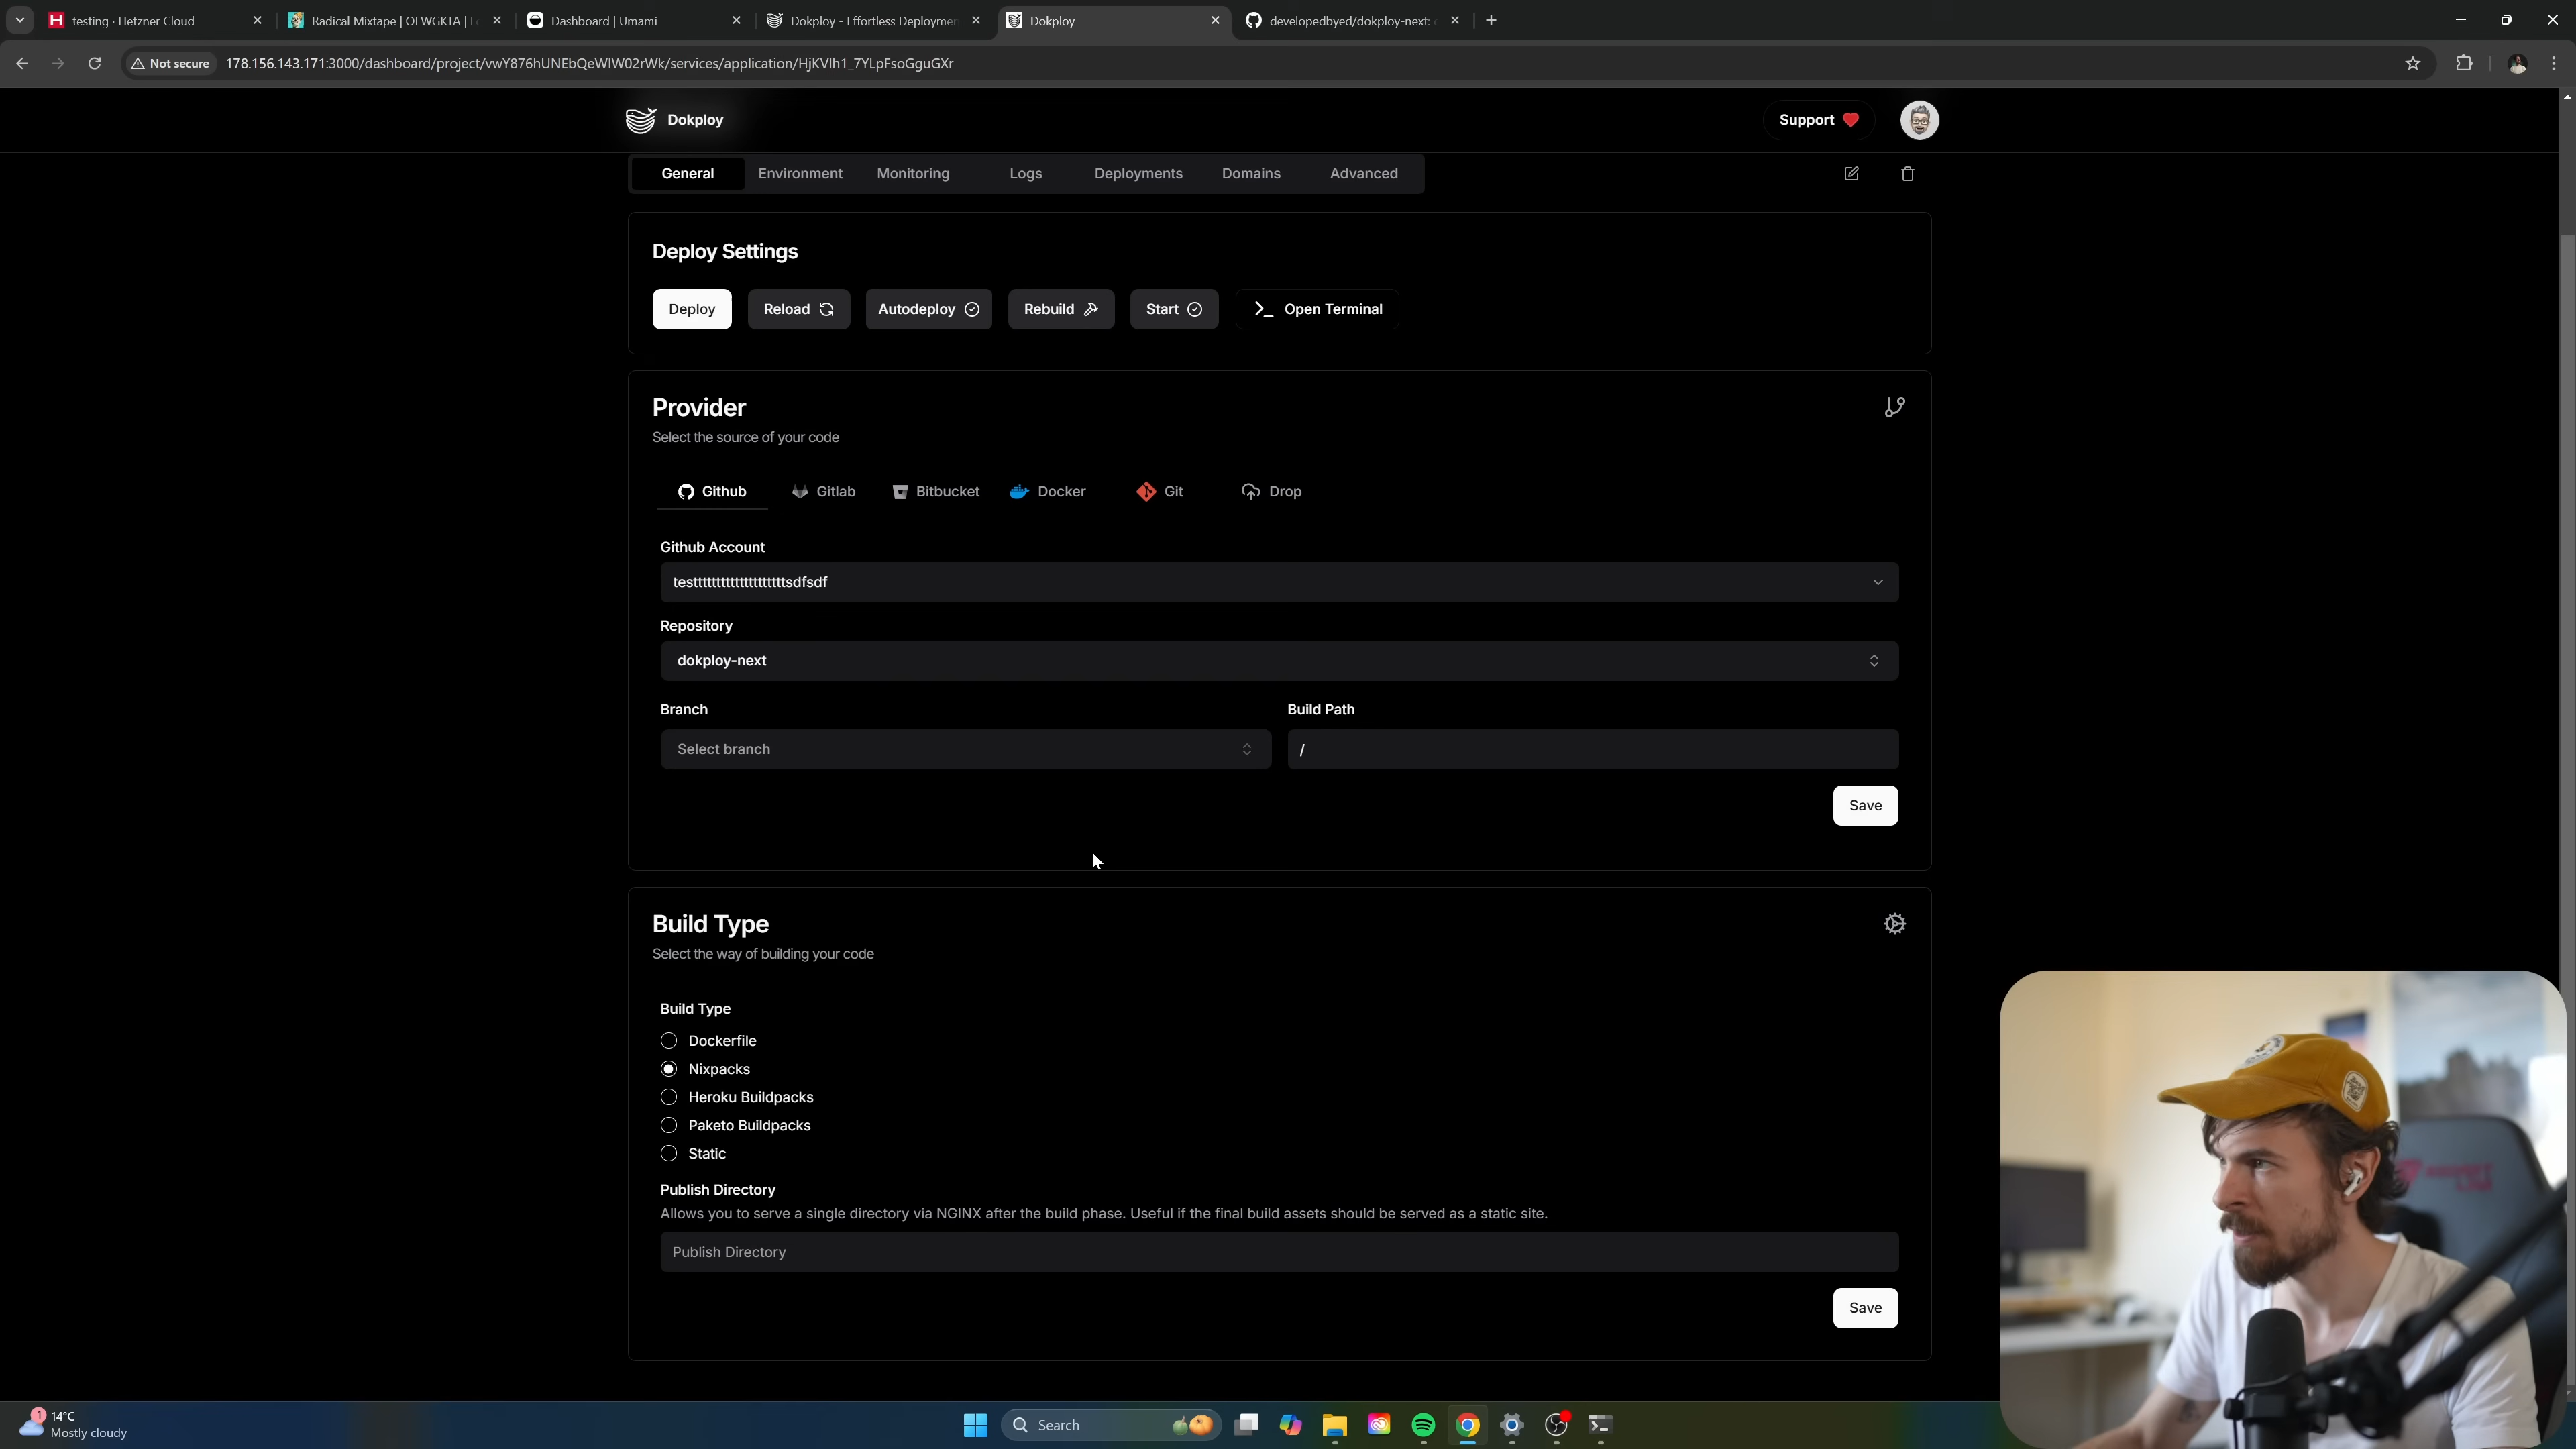 testing · Hetzner Cloud
Radical Mixtape | OFWGKTA | L
Dashboard | Umami
Dokploy - Effortless Deploymen
Dokploy
developedbyed/dokploy-next:
Not secure
178.156.143.171:3000/dashboard/project/vwY876hUNEbQeWIW02rWk/services/application/HjKVlh1_7YLpFsoGguGXr
Dokploy
Support
General
Environment
Monitoring
Logs
Deployments
Domains
Advanced
Deploy Settings
Deploy
Reload
Autodeploy
Rebuild
Start
Open Terminal
Provider
Select the source of your code
Github
Gitlab
Bitbucket
Docker
Git
Drop
Github Account
testttttttttttttttttttttsdfsdf
Repository
dokploy-next
Branch
Build Path
Select branch
/
Save
Build Type
Select the way of building your code
Build Type
Dockerfile
Nixpacks
Heroku Buildpacks
Paketo Buildpacks
Static
Publish Directory
Allows you to serve a single directory via NGINX after the build phase. Useful if the final build assets should be served as a static site.
Publish Directory
Save
1
14°C
Mostly cloudy
Search